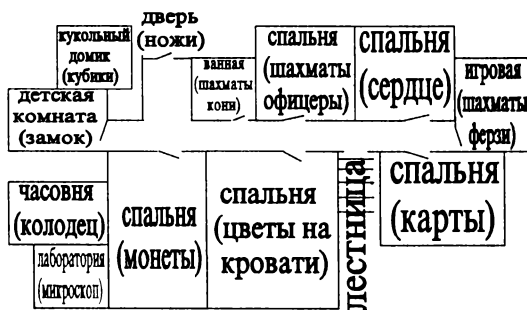 дверь
(ножи)
кукольный
домик
(кубики)
ванная
(шахматы
кони)
спальня
(шахматы
офицеры)
спальня
(сердце)
игровая
(шахматы
ферзи)
детская
комната
(замок)
часовня
(колодец)
лаборатория
(микроскоп)
спальня
(монеты)
спальня
(цветы на
кровати)
лестница
спальня
(карты)